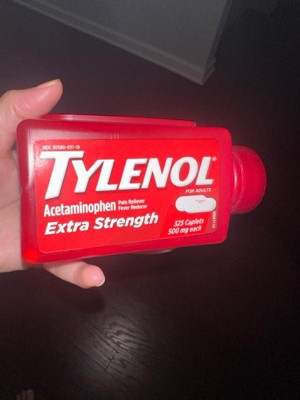 TYLENOL®
FOR ADULTS
Acetaminophen Pain Reliever
Fever Reducer
Extra Strength
325 Caplets
500 mg each